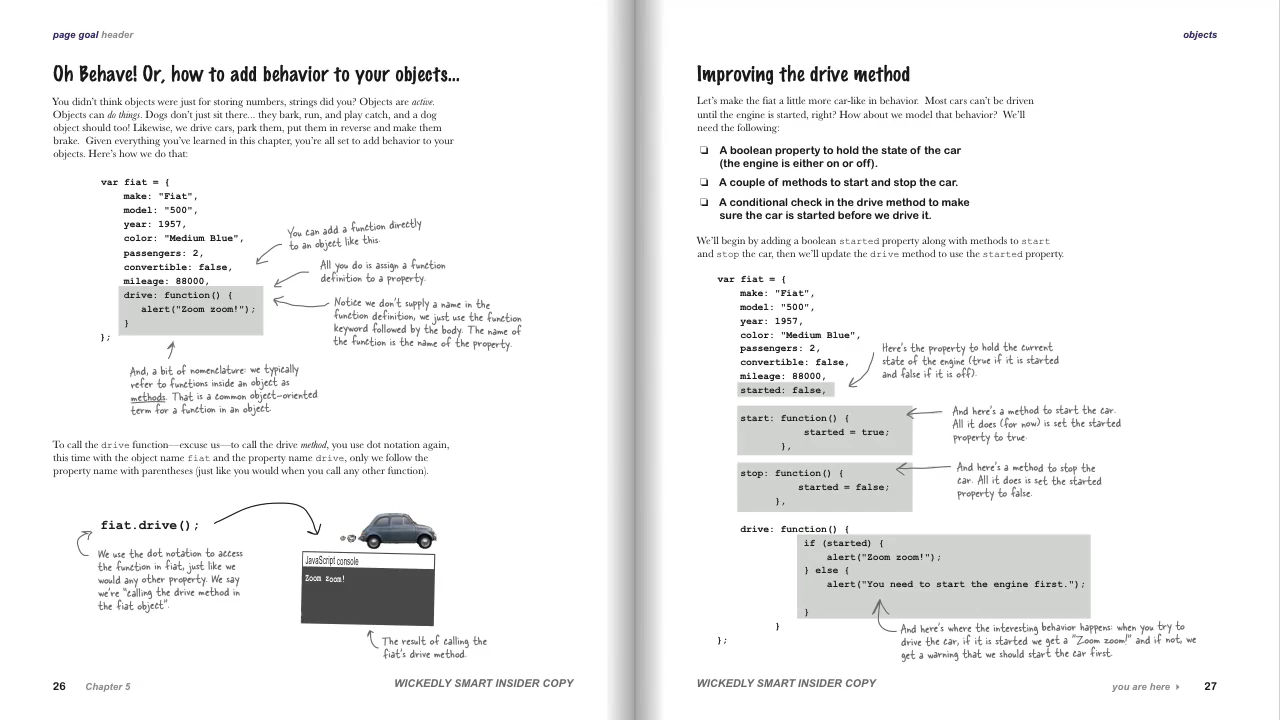 page goal header
Oh Behave! Or, how to add behavior to your objects...
You didn't think objects were just for storing numbers, strings did you? Objects are active.
Objects can do things. Dogs don't just sit there... they bark, run, and play catch, and a dog
object should too! Likewise, we drive cars, park them, put them in reverse and make them
brake. Given everything you've learned in this chapter, you're all set to add behavior to your
objects. Here's how we do that:
var fiat = {
make: "Fiat",
model: "500",
year: 1957,
color: "Medium Blue",
passengers: 2,
convertible: false,
mileage: 88000,
drive: function() {
alert("Zoom zoom!");
}
};
You can add a function directly
to an object like this.
All you do is assign a function
definition to a property.
Notice we don't supply a name in the
function definition, we just use the function
keyword followed by the body. The name of
the function is the name of the property.
And, a bit of nomenclature: we typically
refer to functions inside an object as
methods. That is a common object-oriented
term for a function in an object.
To call the drive function—excuse us—to call the drive method, you use dot notation again,
this time with the object name fiat and the property name drive, only we follow the
property name with parentheses (just like you would when you call any other function).
fiat.drive();
We use the dot notation to access
the function in fiat, just like we
would any other property. We say
we're "calling the drive method in
the fiat object".
JavaScript console
Zoom zoom!
The result of calling the
fiat's drive method.
26 Chapter 5
WICKEDLY SMART INSIDER COPY
objects
Improving the drive method
Let's make the fiat a little more car-like in behavior. Most cars can't be driven
until the engine is started, right? How about we model that behavior? We'll
need the following:
❏ A boolean property to hold the state of the car
(the engine is either on or off).
❏ A couple of methods to start and stop the car.
❏ A conditional check in the drive method to make
sure the car is started before we drive it.
We'll begin by adding a boolean started property along with methods to start
and stop the car, then we'll update the drive method to use the started property.
var fiat = {
make: "Fiat",
model: "500",
year: 1957,
color: "Medium Blue",
passengers: 2,
convertible: false,
mileage: 88000,
started: false,
Here's the property to hold the current
state of the engine (true if it is started
and false if it is off).
start: function() {
started = true;
},
And here's a method to start the car.
All it does (for now) is set the started
property to true.
stop: function() {
started = false;
},
And here's a method to stop the
car. All it does is set the started
property to false.
drive: function() {
if (started) {
alert("Zoom zoom!");
} else {
alert("You need to start the engine first.");
}
}
};
And here's where the interesting behavior happens: when you try to
drive the car, if it is started we get a "Zoom zoom!" and if not, we
get a warning that we should start the car first.
WICKEDLY SMART INSIDER COPY
you are here ▸ 27